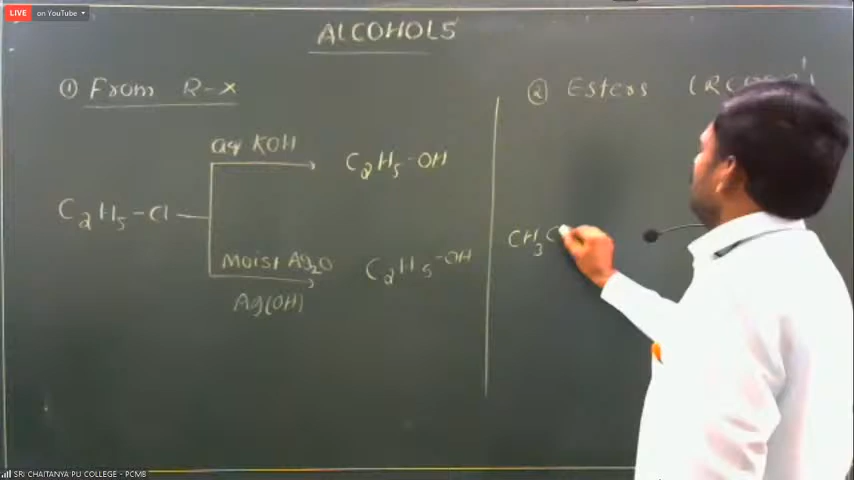 LIVE on YouTube
ALCOHOLS
① From R-X
aq KOH
C2H5-OH
C2H5-Cl
Moist Ag2O
C2H5-OH
Ag(OH)
② Esters
CH3C
SRI CHAITANYA PU COLLEGE - PCMB